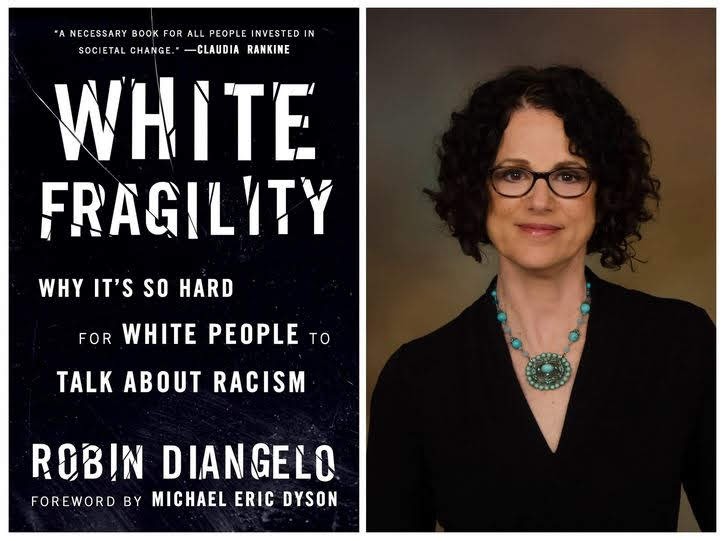 "A NECESSARY BOOK FOR ALL PEOPLE INVESTED IN
SOCIETAL CHANGE." —CLAUDIA RANKINE
WHITE
FRAGILITY
WHY IT'S SO HARD
FOR WHITE PEOPLE TO
TALK ABOUT RACISM
ROBIN DIANGELO
FOREWORD BY MICHAEL ERIC DYSON